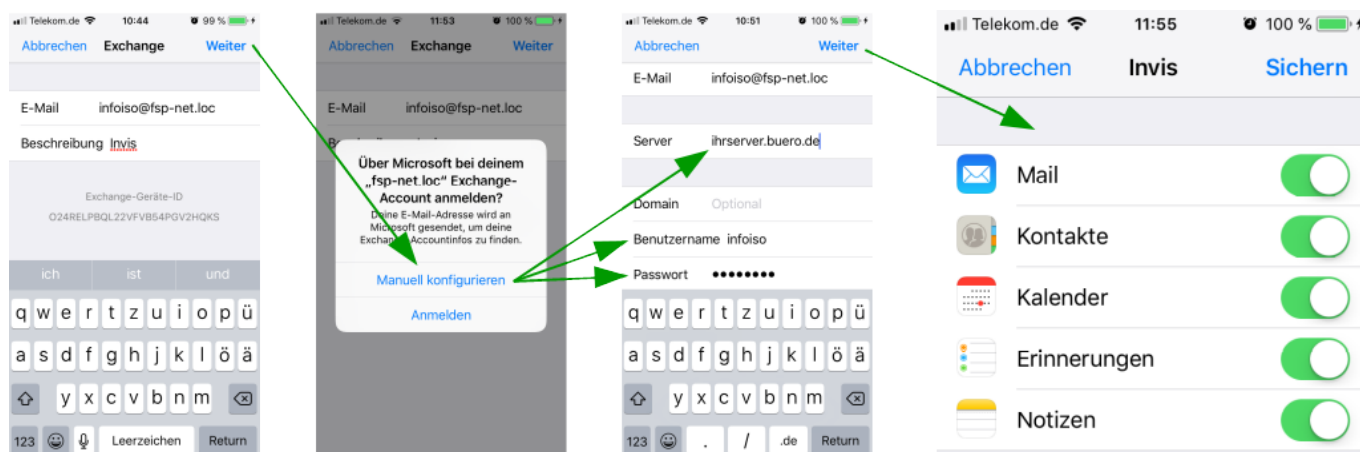 Telekom.de 10:44 99 %
Abbrechen Exchange Weiter
E-Mail infoiso@fsp-net.loc
Beschreibung Invis
Exchange-Geräte-ID
O24RELPBQL22VFVB54PGV2HQKS
ich ist und
q w e r t z u i o p ü
a s d f g h j k l ö ä
y x c v b n m
123 Leerzeichen Return
Telekom.de 11:53 100 %
Abbrechen Exchange Weiter
E-Mail infoiso@fsp-net.loc
Über Microsoft bei deinem
„fsp-net.loc“ Exchange-
Account anmelden?
Deine E-Mail-Adresse wird an
Microsoft gesendet, um deine
Exchange-Accountinfos zu finden.
Manuell konfigurieren
Anmelden
Telekom.de 10:51 100 %
Abbrechen Weiter
E-Mail infoiso@fsp-net.loc
Server ihrserver.buero.de
Domain Optional
Benutzername infoiso
Passwort ••••••••
q w e r t z u i o p ü
a s d f g h j k l ö ä
y x c v b n m
123 . / .de Return
Telekom.de 11:55 100 %
Abbrechen Invis Sichern
Mail
Kontakte
Kalender
Erinnerungen
Notizen